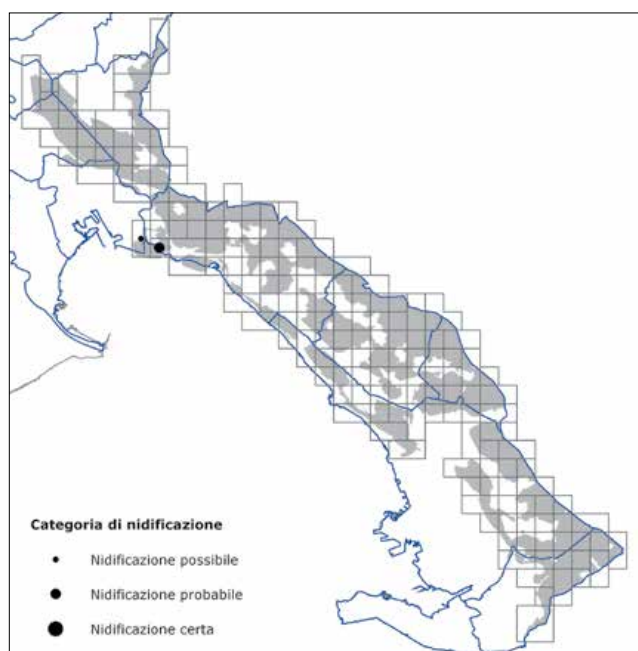 Categoria di nidificazione
Nidificazione possibile
Nidificazione probabile
Nidificazione certa